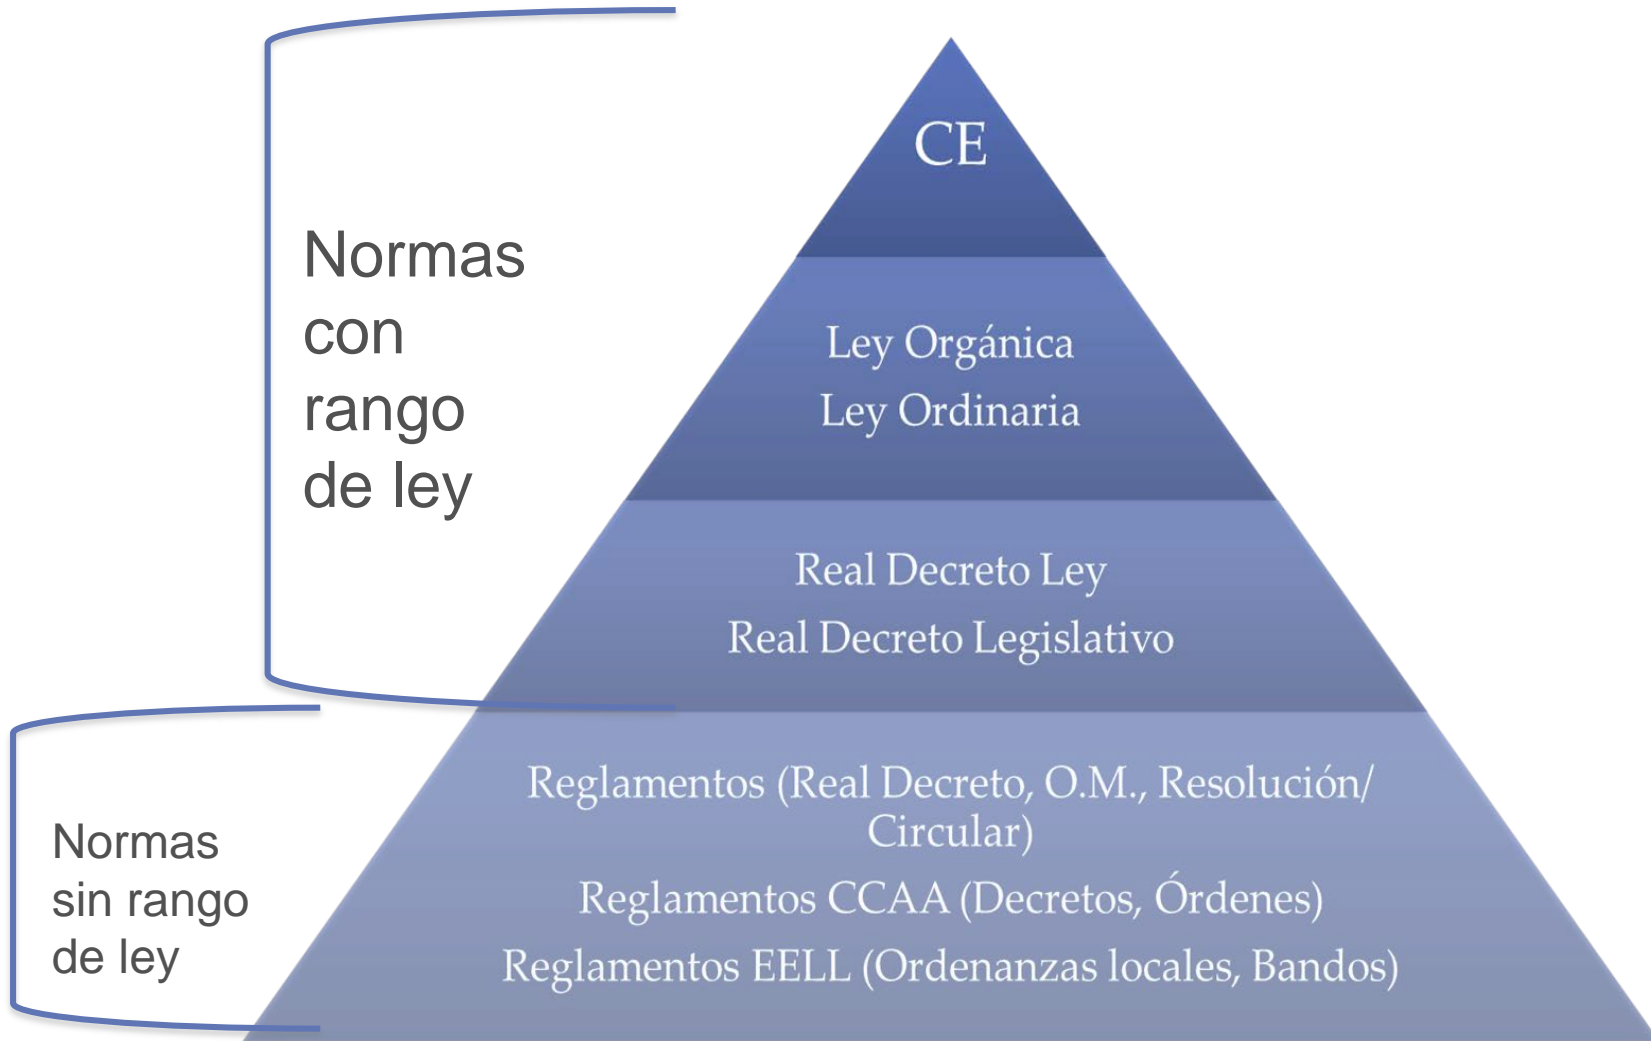 Normas
con
rango
de ley
CE
Ley Orgánica
Ley Ordinaria
Real Decreto Ley
Real Decreto Legislativo
Normas
sin rango
de ley
Reglamentos (Real Decreto, O.M., Resolución/
Circular)
Reglamentos CCAA (Decretos, Órdenes)
Reglamentos EELL (Ordenanzas locales, Bandos)